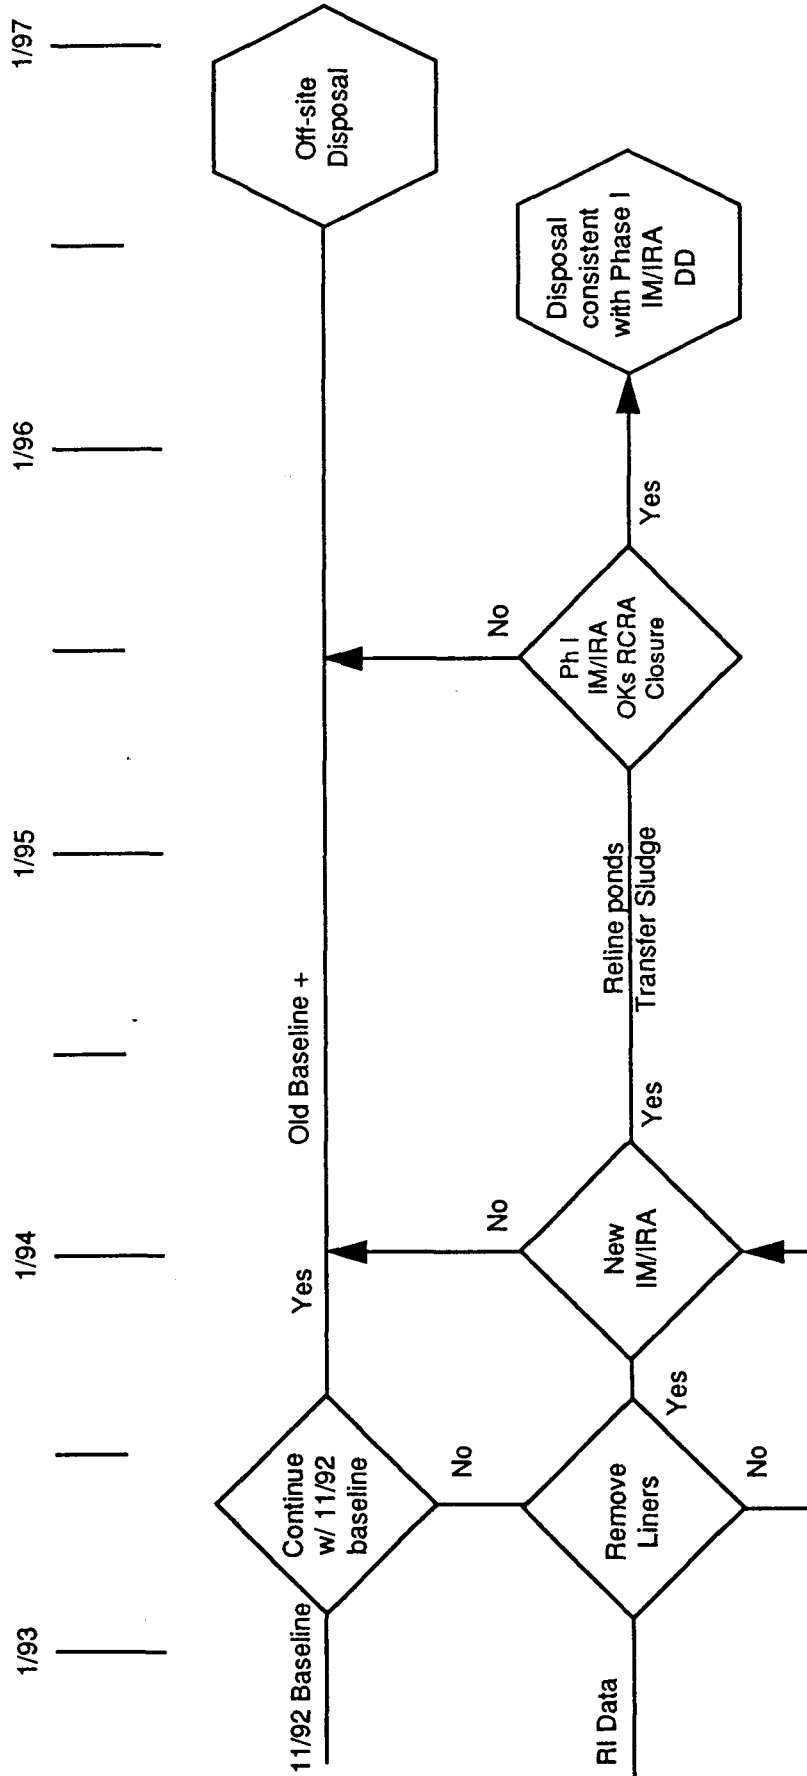 1/93
1/94
1/95
1/96
1/97
11/92 Baseline
Continue
w/ 11/92
baseline
Yes
Old Baseline +
Off-site
Disposal
No
No
No
RI Data
Remove
Liners
Yes
New
IM/IRA
Yes
Reline ponds
Transfer Sludge
Ph I
IM/IRA
OKs RCRA
Closure
Yes
Disposal
consistent
with Phase I
IM/IRA
DD
No